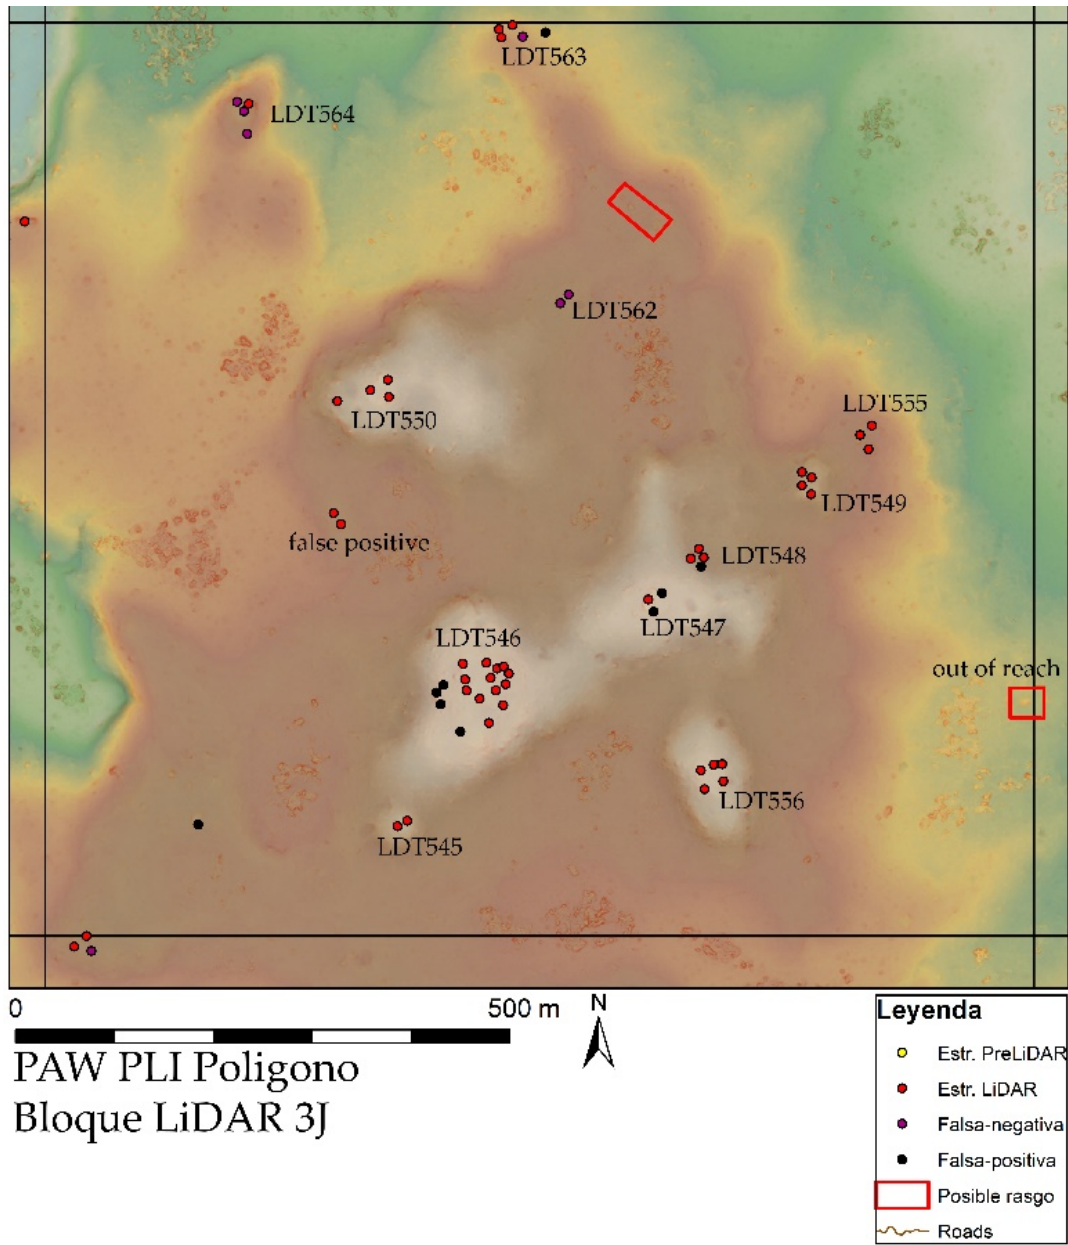 LDT563
LDT564
LDT562
LDT550
LDT555
LDT549
false positive
LDT548
LDT547
LDT546
out of reach
LDT556
LDT545
0
500 m
N
PAW PLI Poligono
Bloque LiDAR 3J
Leyenda
Estr. PreLiDAR
Estr. LiDAR
Falsa-negativa
Falsa-positiva
Posible rasgo
Roads